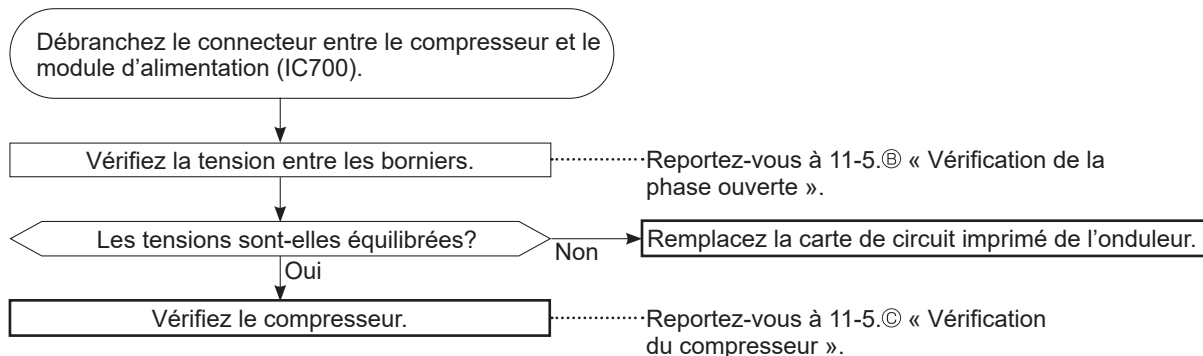 Débranchez le connecteur entre le compresseur et le
module d'alimentation (IC700).
Vérifiez la tension entre les borniers.
Reportez-vous à 11-5.Ⓑ « Vérification de la
phase ouverte ».
Les tensions sont-elles équilibrées?
Non
Remplacez la carte de circuit imprimé de l'onduleur.
Oui
Vérifiez le compresseur.
Reportez-vous à 11-5.Ⓒ « Vérification
du compresseur ».